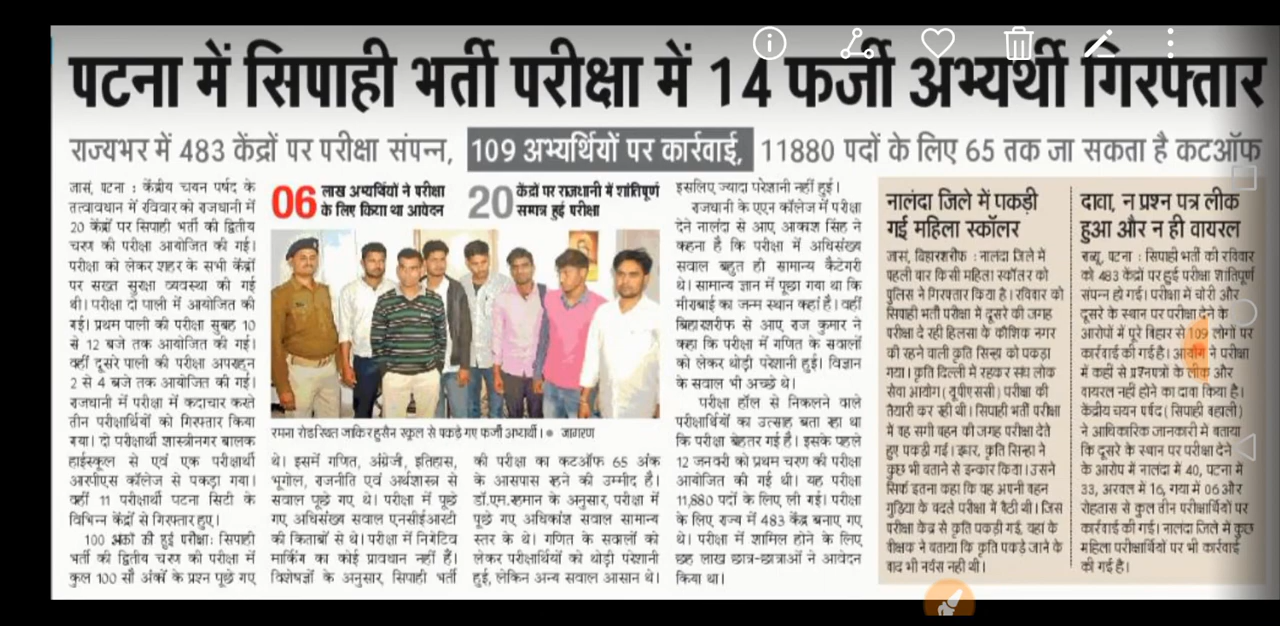 पटना में सिपाही भर्ती परीक्षा में 14 फर्जी अभ्यर्थी गिरफ्तार
राज्यभर में 483 केंद्रों पर परीक्षा संपन्न, 109 अभ्यर्थियों पर कार्रवाई, 11880 पदों के लिए 65 तक जा सकता है कटऑफ
जासं, पटना : केंद्रीय चयन पर्षद के
तत्वावधान में रविवार को राजधानी में
20 केंद्रों पर सिपाही भर्ती की द्वितीय
चरण की परीक्षा आयोजित की गई।
परीक्षा को लेकर शहर के सभी केंद्रों
पर सख्त सुरक्षा व्यवस्था की गई
थी। परीक्षा दो पाली में आयोजित की
गई। प्रथम पाली की परीक्षा सुबह 10
से 12 बजे तक आयोजित की गई।
वहीं दूसरे पाली की परीक्षा अपराहन
2 से 4 बजे तक आयोजित की गई।
राजधानी में परीक्षा में कदाचार करते
तीन परीक्षार्थियों को गिरफ्तार किया
गया। दो परीक्षार्थी शास्त्रीनगर बालक
हाईस्कूल से एवं एक परीक्षार्थी
आरपीएस कॉलेज से पकड़ा गया।
वहीं 11 परीक्षार्थी पटना सिटी के
विभिन्न केंद्रों से गिरफ्तार हुए।
100 अंकों की हुई परीक्षा: सिपाही
भर्ती की द्वितीय चरण की परीक्षा में
कुल 100 सौ अंकों के प्रश्न पूछे गए
06 लाख अभ्यर्थियों ने परीक्षा
के लिए किया था आवेदन
20 केंद्रों पर राजधानी में शांतिपूर्ण
सम्पन्न हुई परीक्षा
रमना रोड स्थित जाकिर हुसैन स्कूल से पकड़े गए फर्जी अभ्यर्थी। ● जागरण
थे। इसमें गणित, अंग्रेजी, इतिहास,
भूगोल, राजनीति एवं अर्थशास्त्र से
सवाल पूछे गए थे। परीक्षा में पूछे
गए अधिसंख्य सवाल एनसीईआरटी
की किताबों से थे। परीक्षा में निगेटिव
मार्किंग का कोई प्रावधान नहीं है।
विशेषज्ञों के अनुसार, सिपाही भर्ती
की परीक्षा का कटऑफ 65 अंक
के आसपास रहने की उम्मीद है।
डॉ.एम.रहमान के अनुसार, परीक्षा में
पूछे गए अधिकांश सवाल सामान्य
स्तर के थे। गणित के सवालों को
लेकर परीक्षार्थियों को थोड़ी परेशानी
हुई, लेकिन अन्य सवाल आसान थे।
इसलिए ज्यादा परेशानी नहीं हुई।
राजधानी के एएन कॉलेज में परीक्षा
देने नालंदा से आए आकाश सिंह ने
कहना है कि परीक्षा में अधिसंख्य
सवाल बहुत ही सामान्य कैटेगरी
थे। सामान्य ज्ञान में पूछा गया था कि
मीराबाई का जन्म स्थान कहां है। वहीं
बिहारशरीफ से आए राज कुमार ने
कहा कि परीक्षा में गणित के सवालों
को लेकर थोड़ी परेशानी हुई। विज्ञान
के सवाल भी अच्छे थे।
परीक्षा हॉल से निकलने वाले
परीक्षार्थियों का उत्साह बता रहा था
कि परीक्षा बेहतर गई है। इसके पहले
12 जनवरी को प्रथम चरण की परीक्षा
आयोजित की गई थी। यह परीक्षा
11,880 पदों के लिए ली गई। परीक्षा
के लिए राज्य में 483 केंद्र बनाए गए
थे। परीक्षा में शामिल होने के लिए
छह लाख छात्र-छात्राओं ने आवेदन
किया था।
नालंदा जिले में पकड़ी
गई महिला स्कॉलर
जासं, बिहारशरीफ : नालंदा जिले में
पहली बार किसी महिला स्कॉलर को
पुलिस ने गिरफ्तार किया है। रविवार को
सिपाही भर्ती परीक्षा में दूसरे की जगह
परीक्षा दे रही हिलसा के कौशिक नगर
की रहने वाली कृति सिन्हा को पकड़ा
गया। कृति दिल्ली में रहकर संघ लोक
सेवा आयोग( यूपीएससी) परीक्षा की
तैयारी कर रही थी। सिपाही भर्ती परीक्षा
में वह सगी बहन की जगह परीक्षा देते
हुए पकड़ी गई। इधर, कृति सिन्हा ने
कुछ भी बताने से इन्कार किया। उसने
सिर्फ इतना कहा कि वह अपनी बहन
गुड़िया के बदले परीक्षा में बैठी थी। जिस
परीक्षा केंद्र से कृति पकड़ी गई, वहां के
वीक्षक ने बताया कि कृति पकड़े जाने के
बाद भी नर्वस नहीं थी।
दावा, न प्रश्न पत्र लीक
हुआ और न ही वायरल
राब्यू, पटना : सिपाही भर्ती की रविवार
को 483 केंद्रों पर हुई परीक्षा शांतिपूर्ण
संपन्न हो गई। परीक्षा में चोरी और
दूसरे के स्थान पर परीक्षा देने के
आरोपों में पूरे बिहार से 109 लोगों पर
कार्रवाई की गई है। आयोग ने परीक्षा
में कहीं से प्रश्नपत्रों के लीक और
वायरल नहीं होने का दावा किया है।
केंद्रीय चयन पर्षद ( सिपाही बहाली)
ने आधिकारिक जानकारी में बताया
कि दूसरे के स्थान पर परीक्षा देने
के आरोप में नालंदा में 40, पटना में
33, अरवल में 16, गया में 06 और
रोहतास से कुल तीन परीक्षार्थियों पर
कार्रवाई की गई। नालंदा जिले में कुछ
महिला परीक्षार्थियों पर भी कार्रवाई
की गई है।